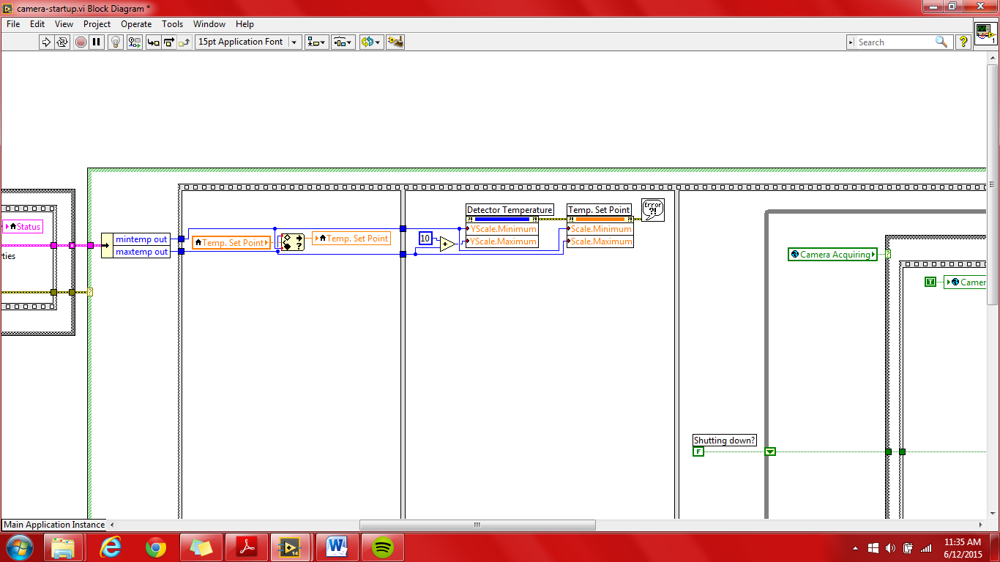 camera-startup.vi Block Diagram *
File Edit View Project Operate Tools Window Help
15pt Application Font
Search
?
1
Status
ties
?
mintemp out
maxtemp out
Temp. Set Point
?
Temp. Set Point
10
+
Detector Temperature
YScale.Minimum
YScale.Maximum
Temp. Set Point
Scale.Minimum
Scale.Maximum
Error
?!
Camera Acquiring
?
T
Camer
Shutting down?
F
Main Application Instance
14
W
11:35 AM
6/12/2015